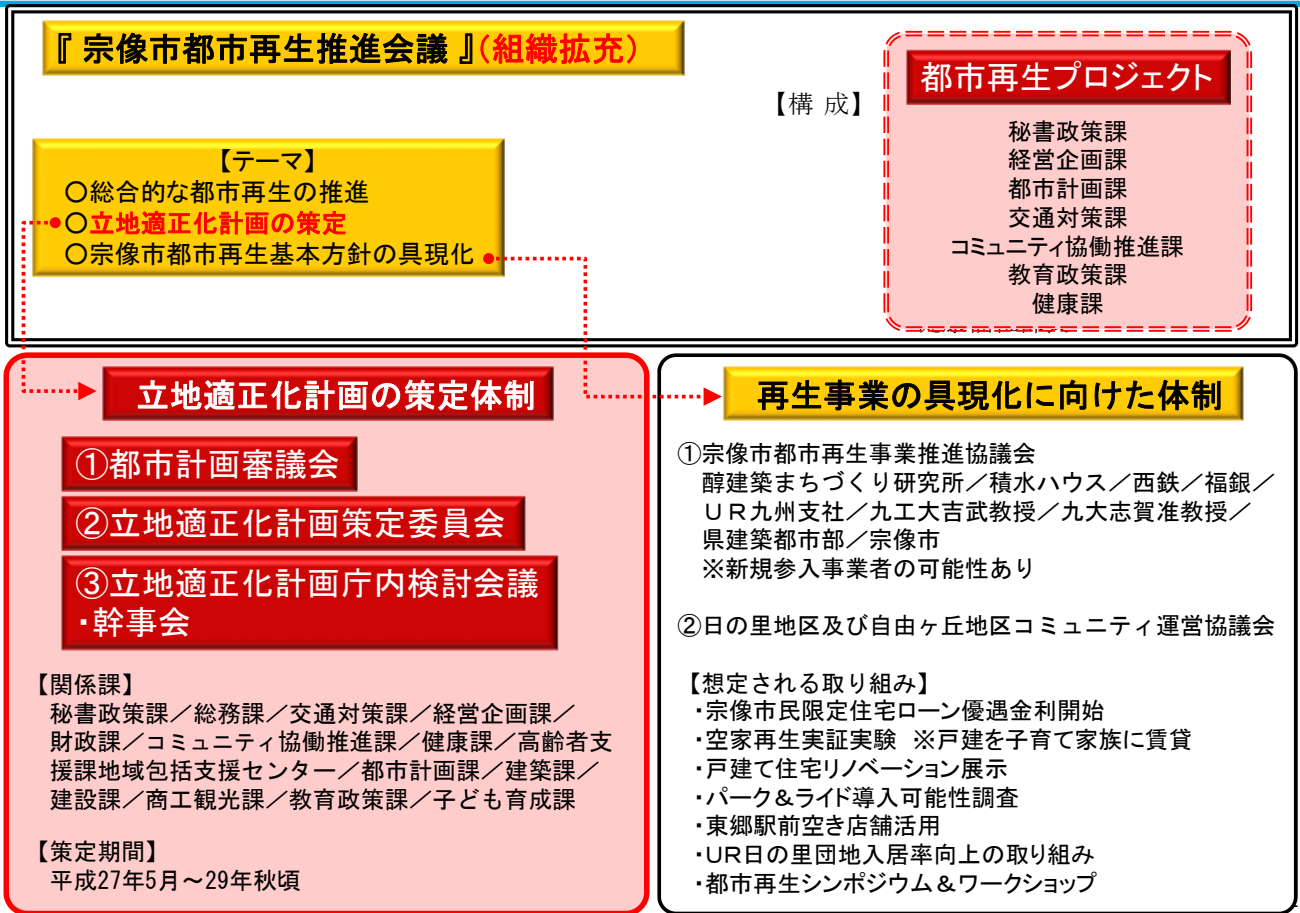 『 宗像市都市再生推進会議 』(組織拡充)
【構 成】
都市再生プロジェクト
秘書政策課
経営企画課
都市計画課
交通対策課
コミュニティ協働推進課
教育政策課
健康課
【テーマ】
○総合的な都市再生の推進
○立地適正化計画の策定
○宗像市都市再生基本方針の具現化
立地適正化計画の策定体制
①都市計画審議会
②立地適正化計画策定委員会
③立地適正化計画庁内検討会議
・幹事会
【関係課】
秘書政策課／総務課／交通対策課／経営企画課／
財政課／コミュニティ協働推進課／健康課／高齢者支
援課地域包括支援センター／都市計画課／建築課／
建設課／商工観光課／教育政策課／子ども育成課
【策定期間】
平成27年5月～29年秋頃
再生事業の具現化に向けた体制
①宗像市都市再生事業推進協議会
醇建築まちづくり研究所／積水ハウス／西鉄／福銀／
ＵＲ九州支社／九工大吉武教授／九大志賀准教授／
県建築都市部／宗像市
※新規参入事業者の可能性あり
②日の里地区及び自由ヶ丘地区コミュニティ運営協議会
【想定される取り組み】
・宗像市民限定住宅ローン優遇金利開始
・空家再生実証実験 ※戸建を子育て家族に賃貸
・戸建て住宅リノベーション展示
・パーク＆ライド導入可能性調査
・東郷駅前空き店舗活用
・UR日の里団地入居率向上の取り組み
・都市再生シンポジウム＆ワークショップ